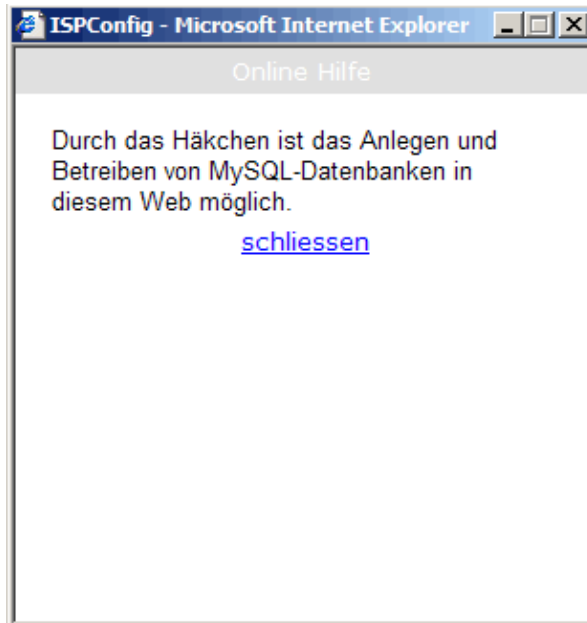 ISPConfig - Microsoft Internet Explorer
Online Hilfe
Durch das Häkchen ist das Anlegen und
Betreiben von MySQL-Datenbanken in
diesem Web möglich.
schliessen